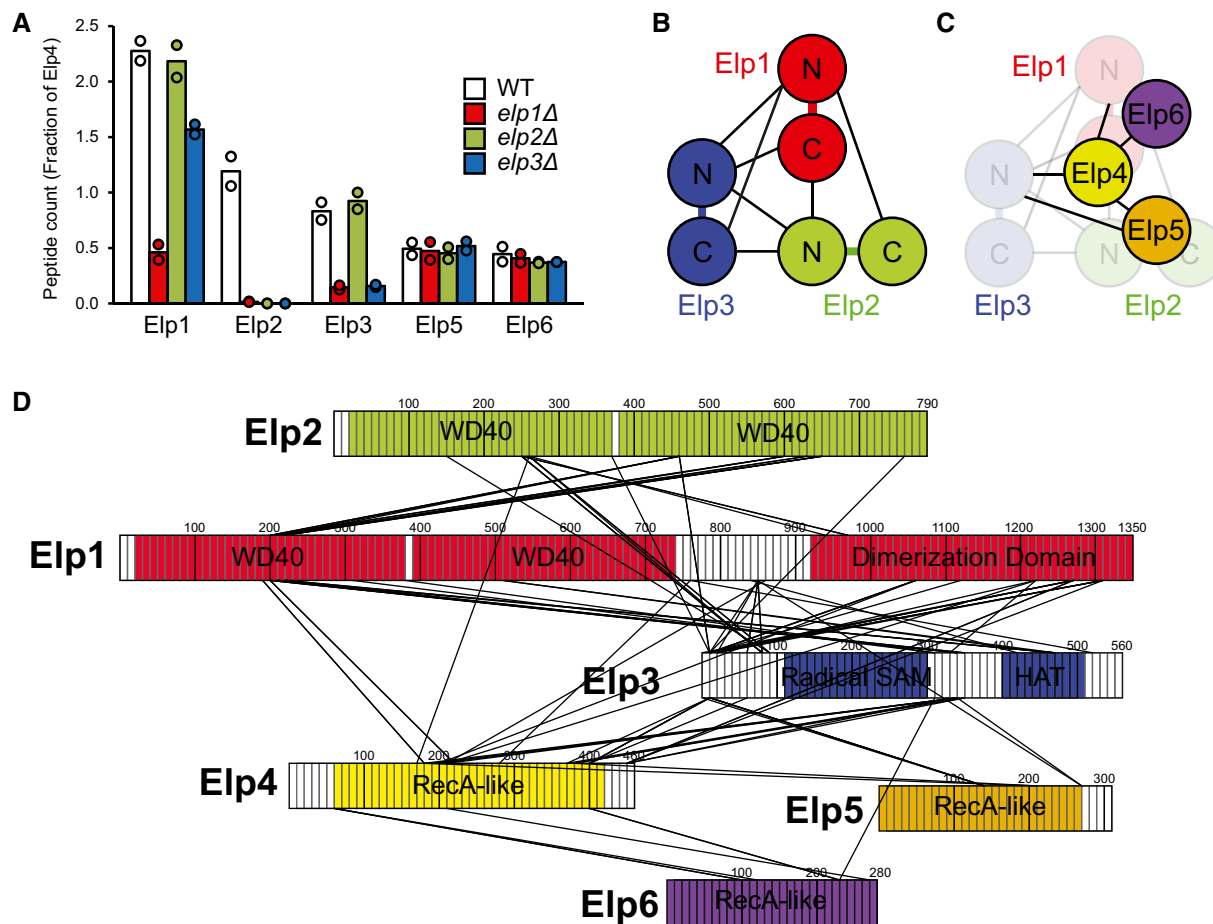 A
Peptide count (Fraction of Elp4)
2.5
2.0
1.5
1.0
0.5
0.0
Elp1
Elp2
Elp3
Elp5
Elp6
WT
elp1Δ
elp2Δ
elp3Δ
B
Elp1
N
C
N
C
Elp3
N
C
Elp2
C
Elp1
N
Elp6
Elp4
N
Elp5
C
N
C
Elp3
Elp2
D
100 200 300 400 500 600 700 790
Elp2 WD40 WD40
100 200 300 400 500 600 700 800 900 1000 1100 1200 1300 1350
Elp1 WD40 WD40 Dimerization Domain
100 200 300 400 500 560
Elp3 Radical SAM HAT
100 200 300 400 460
Elp4 RecA-like
100 200 300
Elp5 RecA-like
100 200 280
Elp6 RecA-like